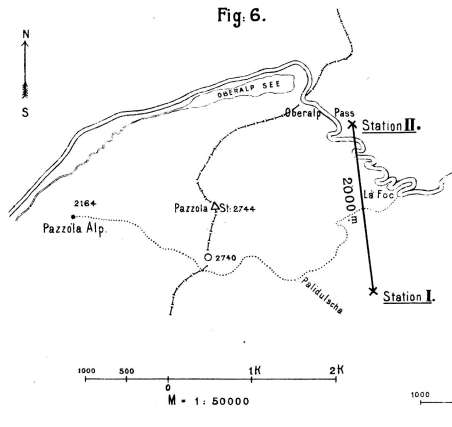 Fig. 6.
N
S
OBERALP SEE
Oberalp Pass
Station II.
2164
Pazzola Alp.
Pazzola St. 2744
La Foc
2000 m
2740
Palidulscha
Station I.
1000 500 0 1K 2K
M = 1 : 50000
1000